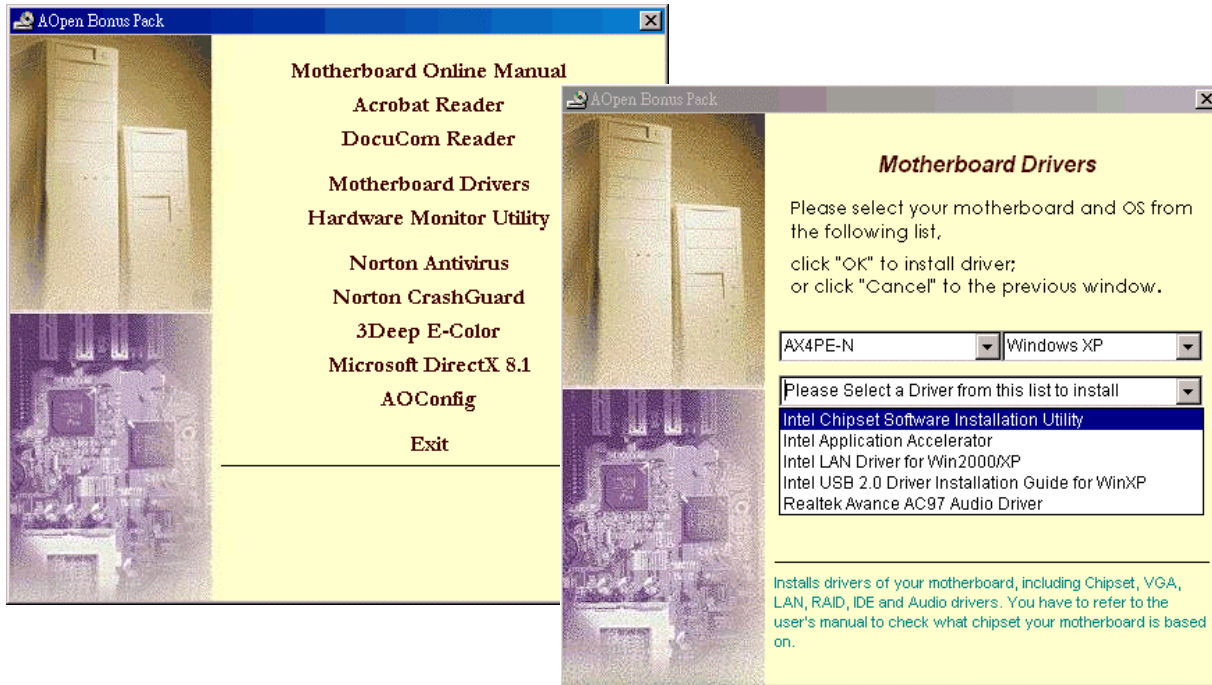 AOpen Bonus Pack
Motherboard Online Manual
Acrobat Reader
DocuCom Reader
Motherboard Drivers
Hardware Monitor Utility
Norton Antivirus
Norton CrashGuard
3Deep E-Color
Microsoft DirectX 8.1
AOConfig
Exit
AOpen Bonus Pack
Motherboard Drivers
Please select your motherboard and OS from
the following list,
click "OK" to install driver;
or click "Cancel" to the previous window.
AX4PE-N Windows XP
Please Select a Driver from this list to install
Intel Chipset Software Installation Utility
Intel Application Accelerator
Intel LAN Driver for Win2000/XP
Intel USB 2.0 Driver Installation Guide for WinXP
Realtek Avance AC97 Audio Driver
Installs drivers of your motherboard, including Chipset, VGA,
LAN, RAID, IDE and Audio drivers. You have to refer to the
user's manual to check what chipset your motherboard is based
on.